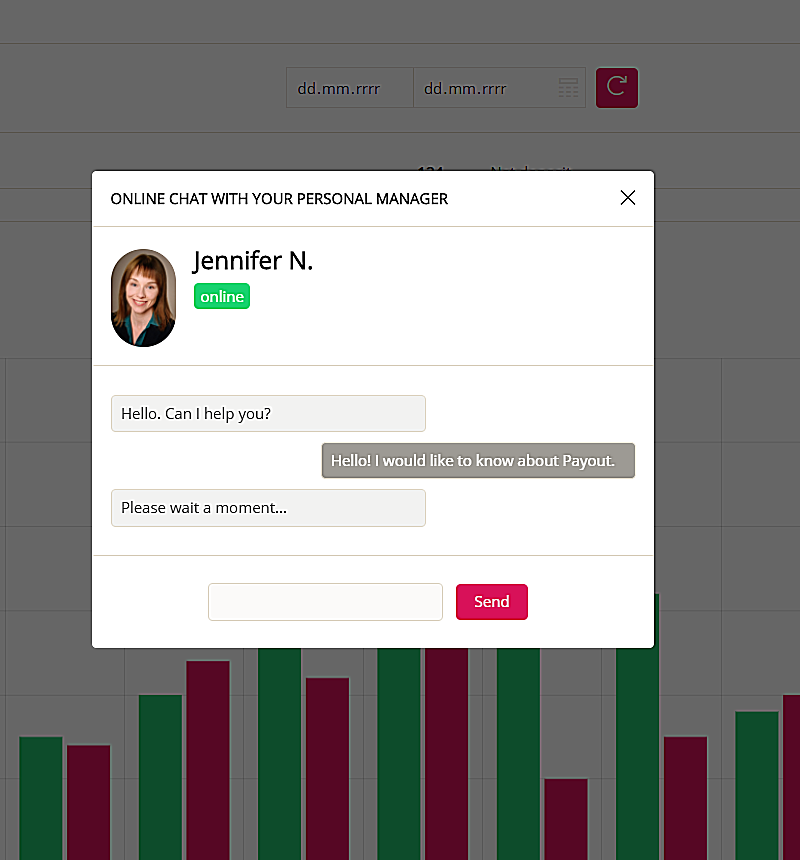 dd.mm.rrrr dd.mm.rrrr
ONLINE CHAT WITH YOUR PERSONAL MANAGER
Jennifer N.
online
Hello. Can I help you?
Hello! I would like to know about Payout.
Please wait a moment...
Send